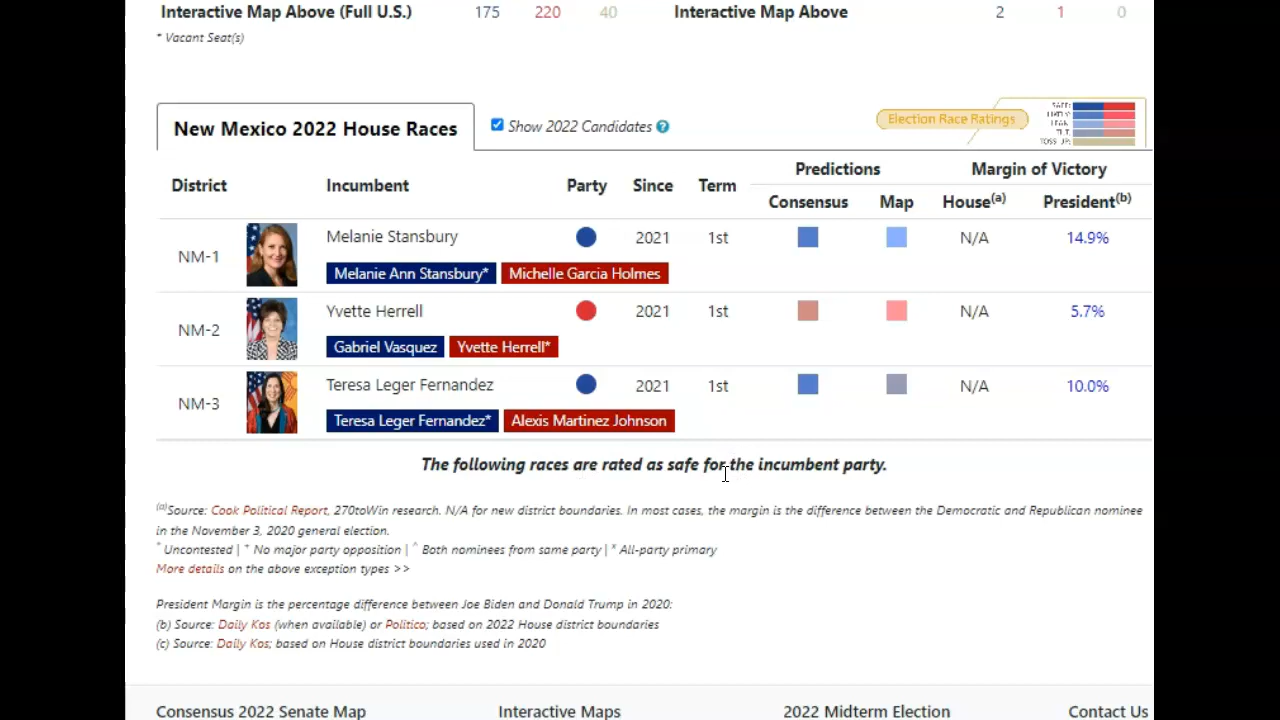 Interactive Map Above (Full U.S.) 175 220 40 Interactive Map Above 2 1 0
* Vacant Seat(s)
New Mexico 2022 House Races Show 2022 Candidates ? Election Race Ratings SAFE: LIKELY: LEAN: TILT: TOSS UP:
Predictions Margin of Victory
District Incumbent Party Since Term Consensus Map House(a) President(b)
NM-1 Melanie Stansbury 2021 1st N/A 14.9%
Melanie Ann Stansbury* Michelle Garcia Holmes
NM-2 Yvette Herrell 2021 1st N/A 5.7%
Gabriel Vasquez Yvette Herrell*
NM-3 Teresa Leger Fernandez 2021 1st N/A 10.0%
Teresa Leger Fernandez* Alexis Martinez Johnson
The following races are rated as safe for the incumbent party.
(a)Source: Cook Political Report, 270toWin research. N/A for new district boundaries. In most cases, the margin is the difference between the Democratic and Republican nominee
in the November 3, 2020 general election.
* Uncontested | + No major party opposition | ^ Both nominees from same party | * All-party primary
More details on the above exception types >>
President Margin is the percentage difference between Joe Biden and Donald Trump in 2020:
(b) Source: Daily Kos (when available) or Politico; based on 2022 House district boundaries
(c) Source: Daily Kos; based on House district boundaries used in 2020
Consensus 2022 Senate Map Interactive Maps 2022 Midterm Election Contact Us